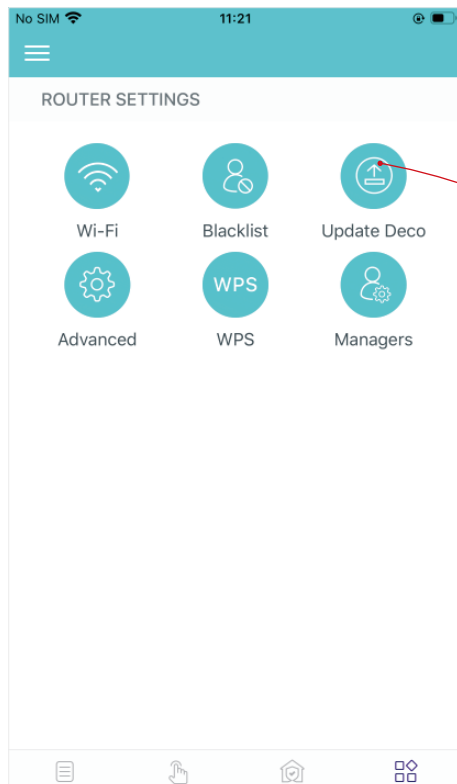 No SIM 11:21
ROUTER SETTINGS
Wi-Fi Blacklist Update Deco
WPS
Advanced WPS Managers